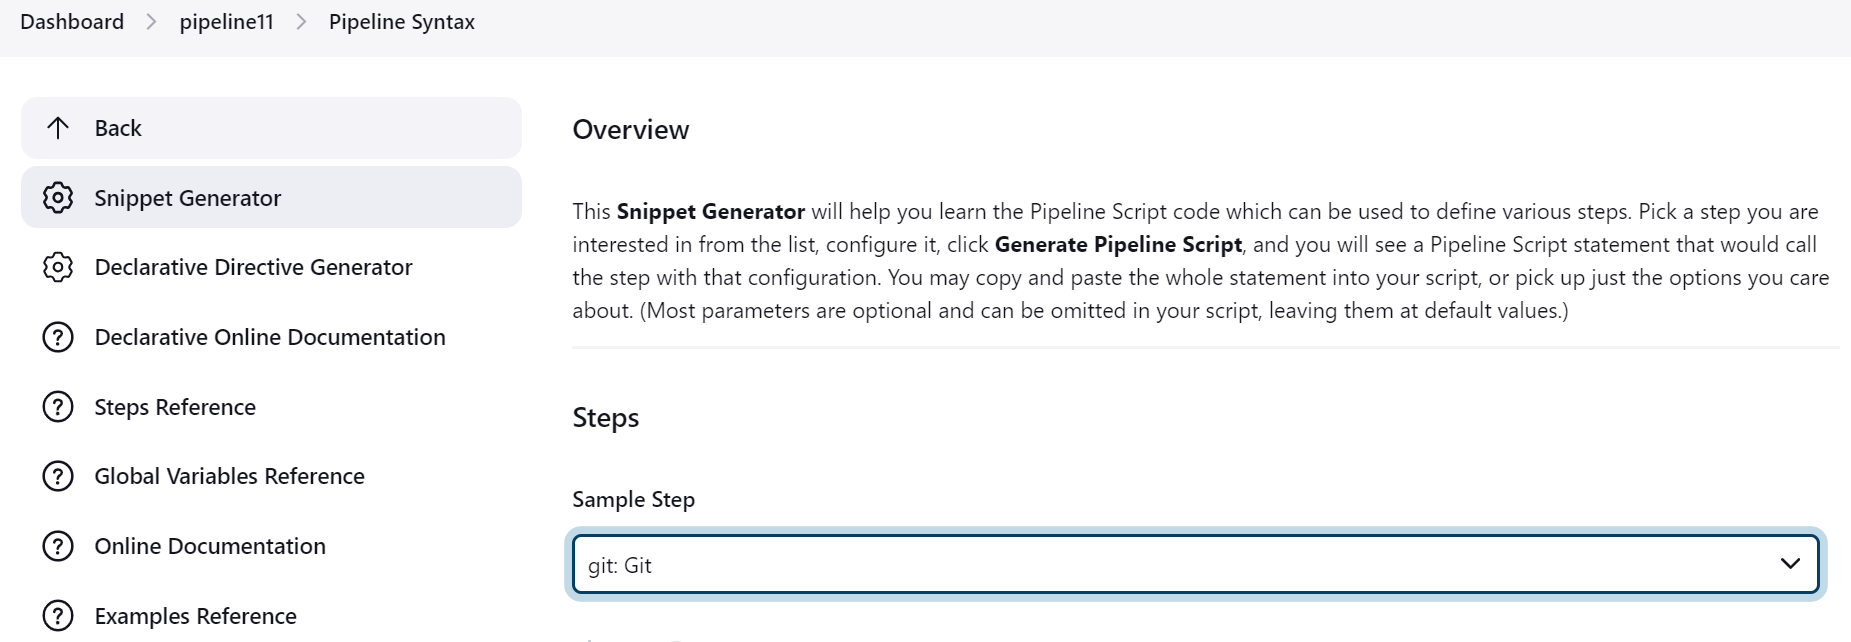 Dashboard > pipeline11 > Pipeline Syntax
Back
Snippet Generator
Declarative Directive Generator
Declarative Online Documentation
Steps Reference
Global Variables Reference
Online Documentation
Examples Reference
Overview
This Snippet Generator will help you learn the Pipeline Script code which can be used to define various steps. Pick a step you are
interested in from the list, configure it, click Generate Pipeline Script, and you will see a Pipeline Script statement that would call
the step with that configuration. You may copy and paste the whole statement into your script, or pick up just the options you care
about. (Most parameters are optional and can be omitted in your script, leaving them at default values.)
Steps
Sample Step
git: Git